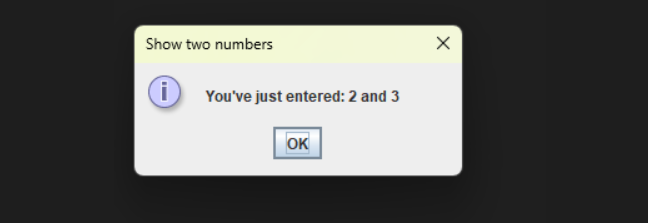 Show two numbers
You've just entered: 2 and 3
OK